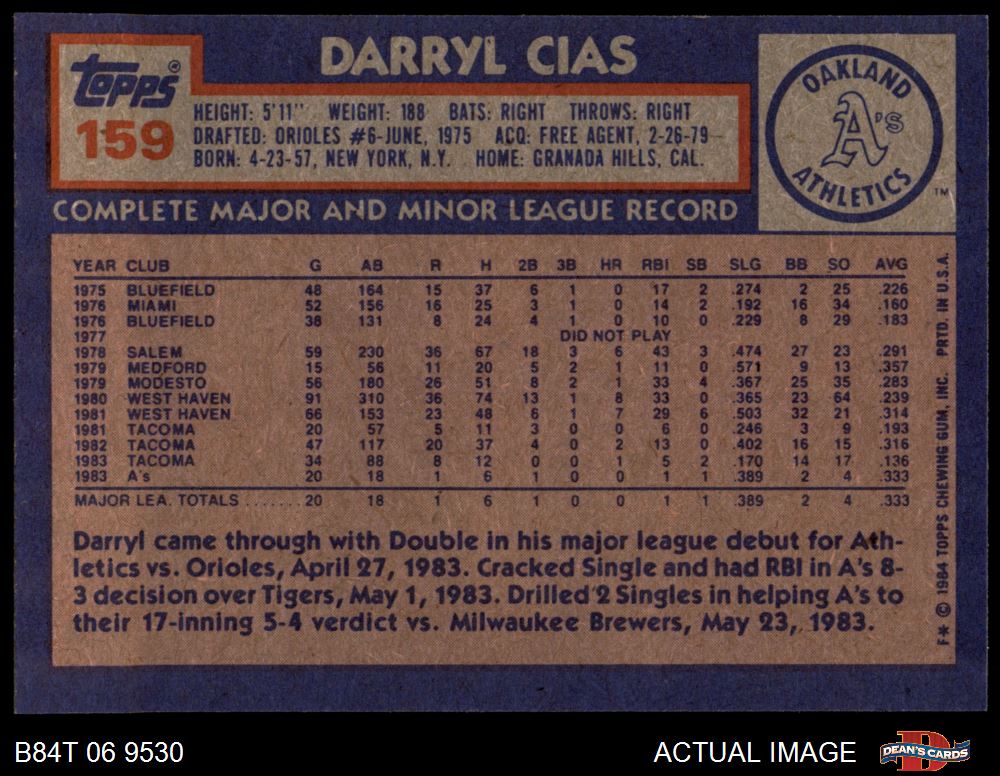 DARRYL CIAS
Topps®
159
HEIGHT: 5'11" WEIGHT: 188 BATS: RIGHT THROWS: RIGHT
DRAFTED: ORIOLES #6-JUNE, 1975 ACQ: FREE AGENT, 2-26-79
BORN: 4-23-57, NEW YORK, N.Y. HOME: GRANADA HILLS, CAL.
OAKLAND
A's
ATHLETICS
TM
COMPLETE MAJOR AND MINOR LEAGUE RECORD
YEAR CLUB G AB R H 2B 3B HR RBI SB SLG BB SO AVG
1975 BLUEFIELD 48 164 15 37 6 1 0 17 2 .274 2 25 .226
1976 MIAMI 52 156 16 25 3 1 0 14 2 .192 16 34 .160
1976 BLUEFIELD 38 131 8 24 4 1 0 10 0 .229 8 29 .183
1977 DID NOT PLAY
1978 SALEM 59 230 36 67 18 3 6 43 3 .474 27 23 .291
1979 MEDFORD 15 56 11 20 5 2 1 11 0 .571 9 13 .357
1979 MODESTO 56 180 26 51 8 2 1 33 4 .367 25 35 .283
1980 WEST HAVEN 91 310 36 74 13 1 8 33 0 .365 23 64 .239
1981 WEST HAVEN 66 153 23 48 6 1 7 29 6 .503 32 21 .314
1981 TACOMA 20 57 5 11 3 0 0 6 0 .246 3 9 .193
1982 TACOMA 47 117 20 37 4 0 2 13 0 .402 16 15 .316
1983 TACOMA 34 88 8 12 0 0 1 5 2 .170 14 17 .136
1983 A's 20 18 1 6 1 0 0 1 1 .389 2 4 .333
MAJOR LEA. TOTALS ....... 20 18 1 6 1 0 0 1 1 .389 2 4 .333
Darryl came through with Double in his major league debut for Ath-
letics vs. Orioles, April 27, 1983. Cracked Single and had RBI in A's 8-
3 decision over Tigers, May 1, 1983. Drilled 2 Singles in helping A's to
their 17-inning 5-4 verdict vs. Milwaukee Brewers, May 23, 1983.
F* © 1984 TOPPS CHEWING GUM, INC. PRTD. IN U.S.A.
B84T 06 9530
ACTUAL IMAGE
DEAN'S CARDS